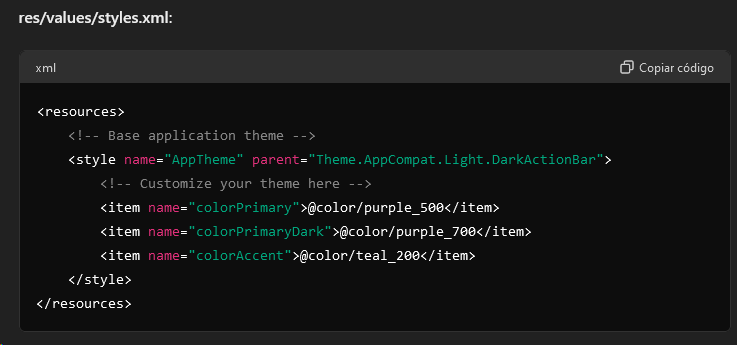 res/values/styles.xml:
xml
Copiar código
<resources>
    <!-- Base application theme -->
    <style name="AppTheme" parent="Theme.AppCompat.Light.DarkActionBar">
        <!-- Customize your theme here -->
        <item name="colorPrimary">@color/purple_500</item>
        <item name="colorPrimaryDark">@color/purple_700</item>
        <item name="colorAccent">@color/teal_200</item>
    </style>
</resources>